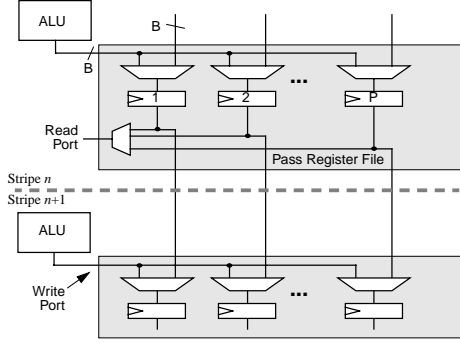 ALU
B
B
...
1
2
P
Read
Port
Pass Register File
Stripe n
Stripe n+1
ALU
Write
Port
...